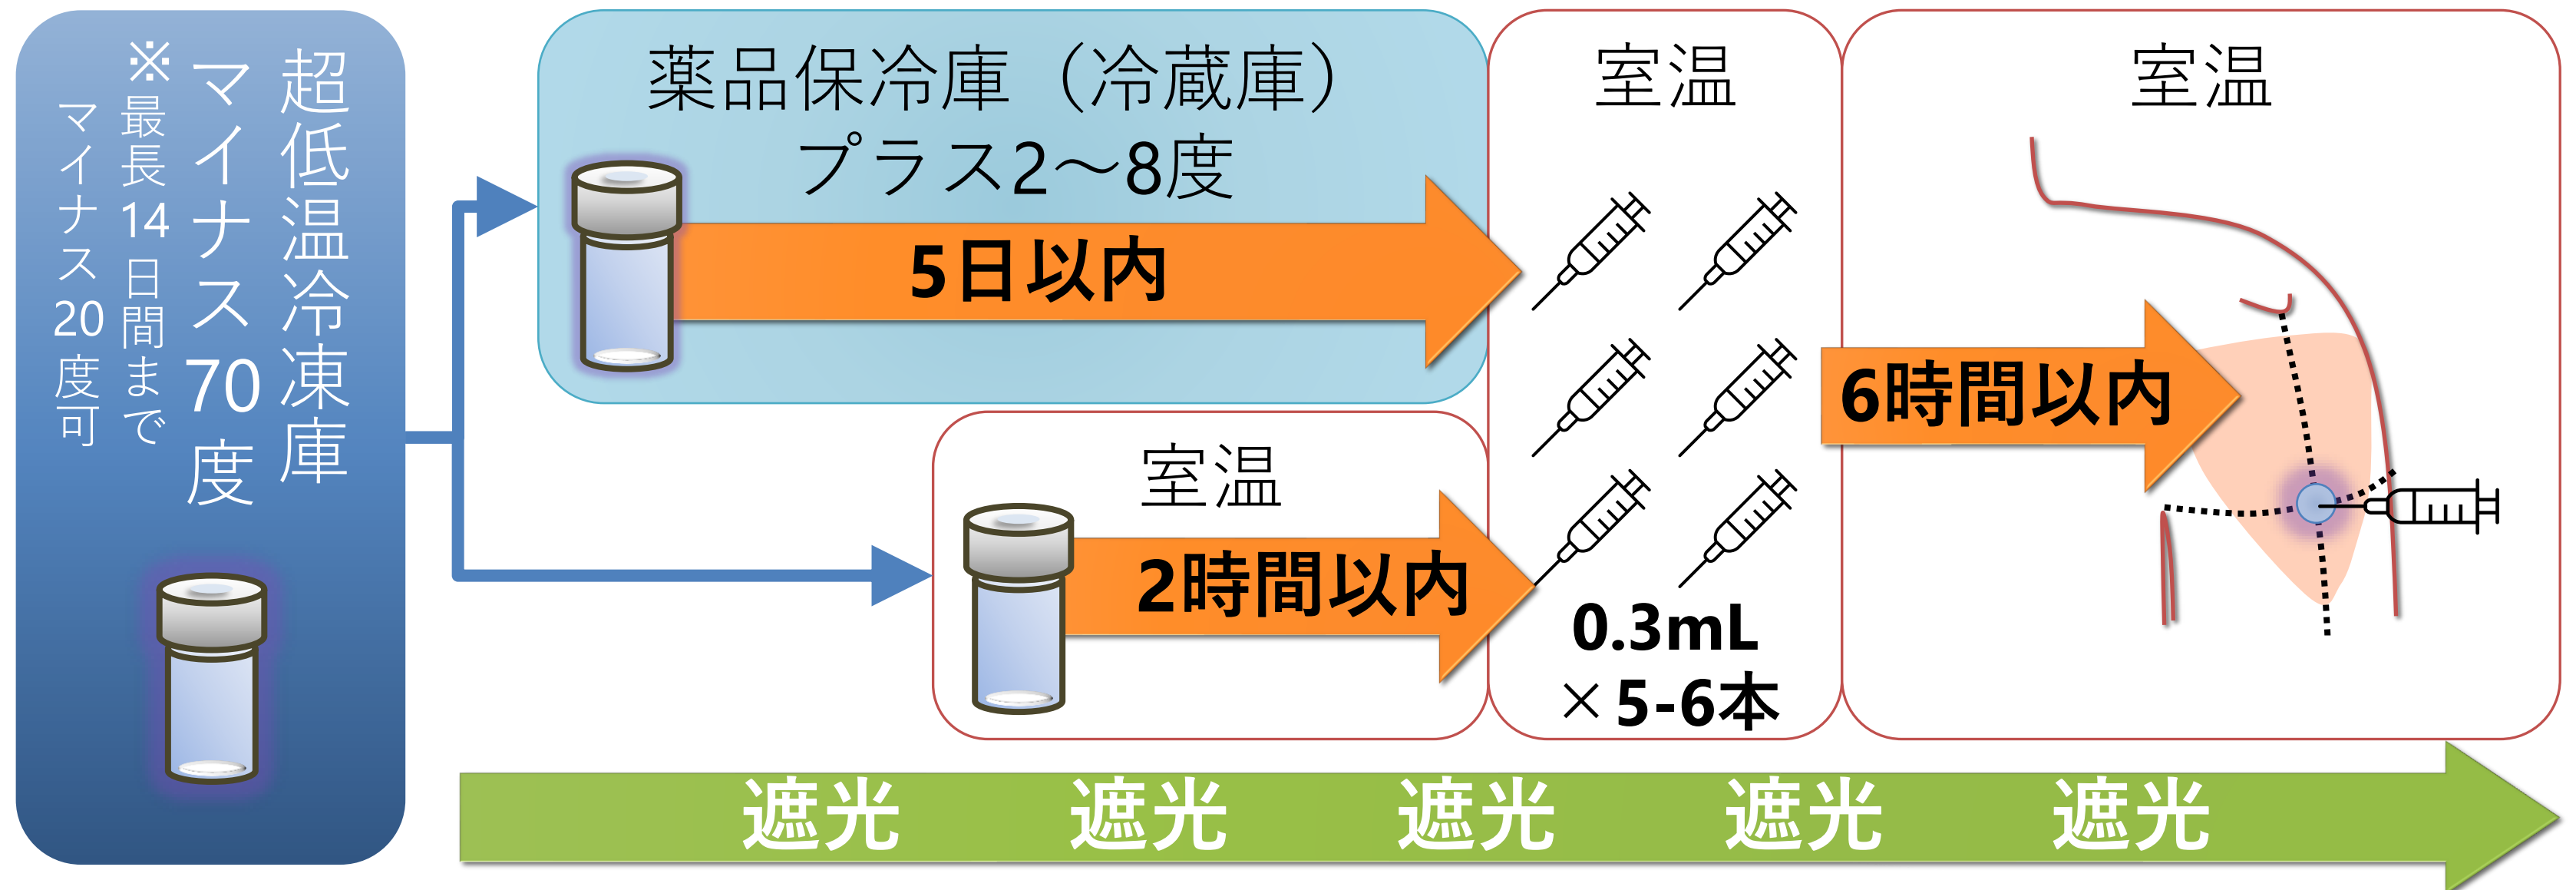 超低温冷凍庫
マイナス70度
※最長14日間まで
マイナス20度可
薬品保冷庫（冷蔵庫）
プラス2～8度
5日以内
室温
2時間以内
室温
0.3mL
×5-6本
室温
6時間以内
遮光 遮光 遮光 遮光 遮光